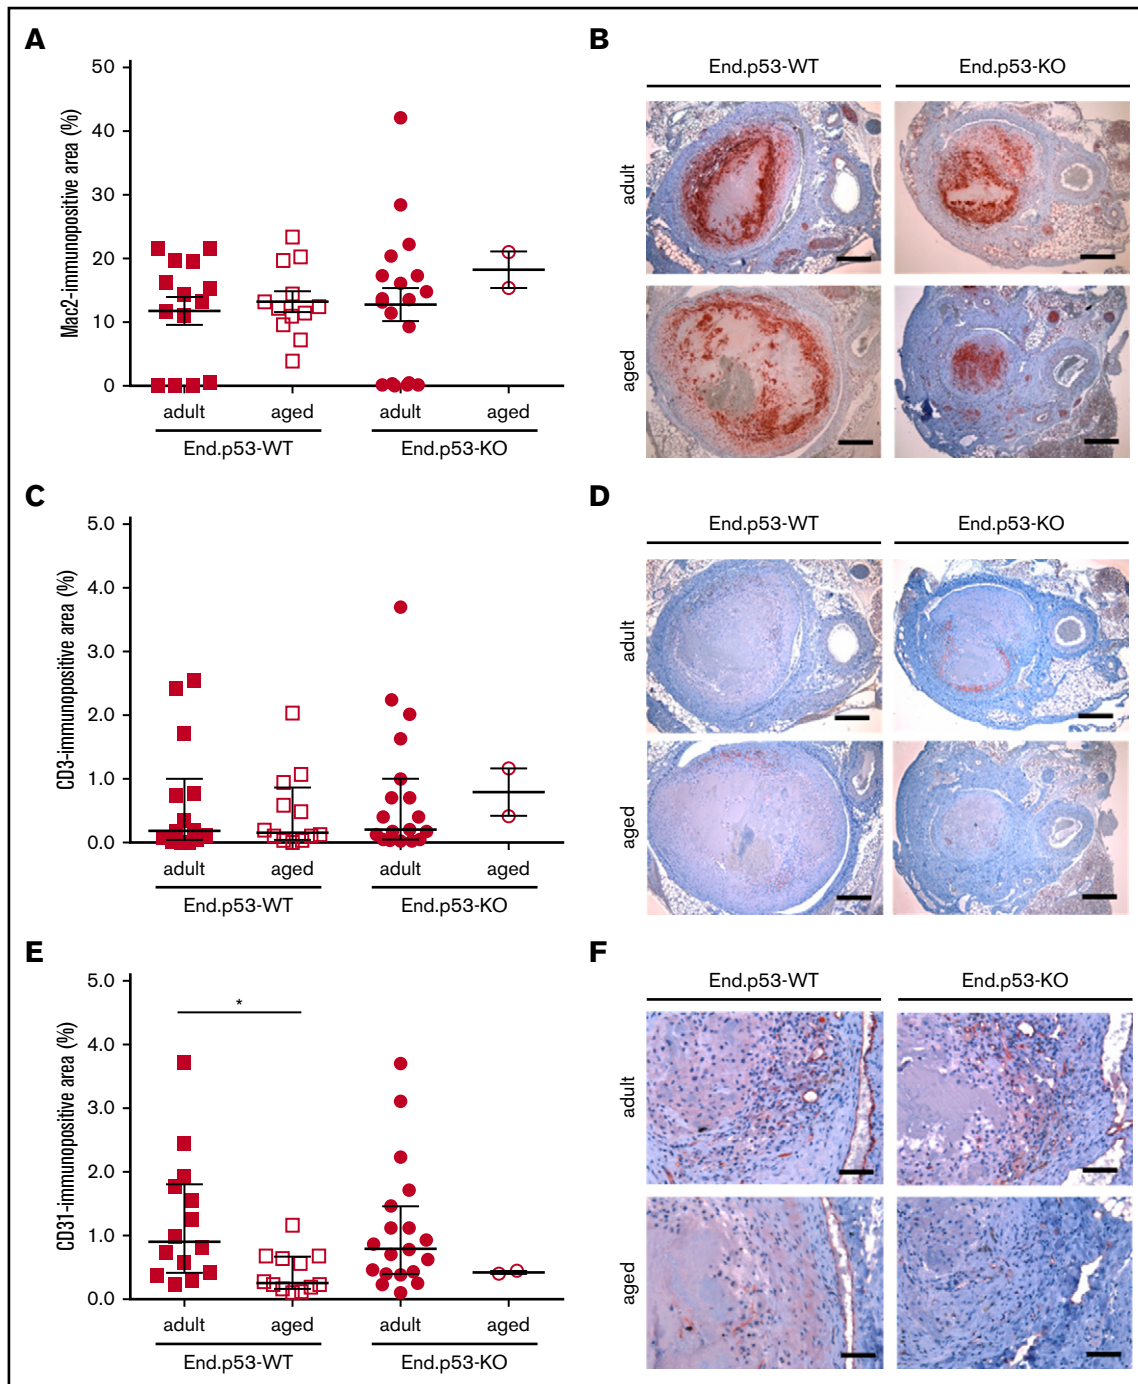 A
Mac2-immunopositive area (%)
50
40
30
20
10
0
adult
aged
adult
aged
End.p53-WT
End.p53-KO
B
End.p53-WT
End.p53-KO
adult
aged
C
CD3-immunopositive area (%)
5.0
4.0
3.0
2.0
1.0
0.0
adult
aged
adult
aged
End.p53-WT
End.p53-KO
D
End.p53-WT
End.p53-KO
adult
aged
E
CD31-immunopositive area (%)
5.0
4.0
3.0
2.0
1.0
0.0
*
adult
aged
adult
aged
End.p53-WT
End.p53-KO
F
End.p53-WT
End.p53-KO
adult
aged